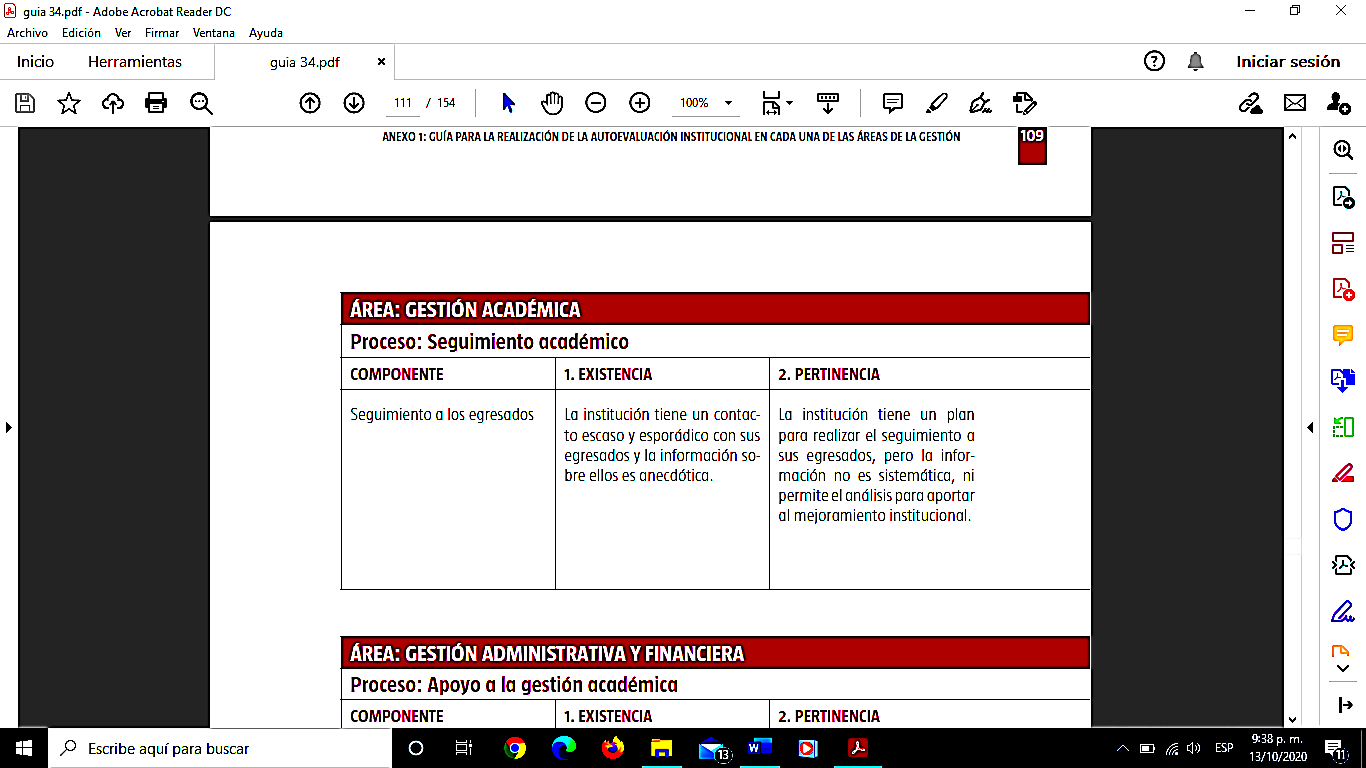 guia 34.pdf - Adobe Acrobat Reader DC
Archivo Edición Ver Firmar Ventana Ayuda
Inicio Herramientas guia 34.pdf × Iniciar sesión
111 / 154 100%
ANEXO 1: GUÍA PARA LA REALIZACIÓN DE LA AUTOEVALUACIÓN INSTITUCIONAL EN CADA UNA DE LAS ÁREAS DE LA GESTIÓN 109
ÁREA: GESTIÓN ACADÉMICA
Proceso: Seguimiento académico
COMPONENTE 1. EXISTENCIA 2. PERTINENCIA
Seguimiento a los egresados
La institución tiene un contac-
to escaso y esporádico con sus
egresados y la información so-
bre ellos es anecdótica.
La institución tiene un plan
para realizar el seguimiento a
sus egresados, pero la infor-
mación no es sistemática, ni
permite el análisis para aportar
al mejoramiento institucional.
ÁREA: GESTIÓN ADMINISTRATIVA Y FINANCIERA
Proceso: Apoyo a la gestión académica
COMPONENTE 1. EXISTENCIA 2. PERTINENCIA
Escribe aquí para buscar
13
ESP
9:38 p. m.
13/10/2020
11